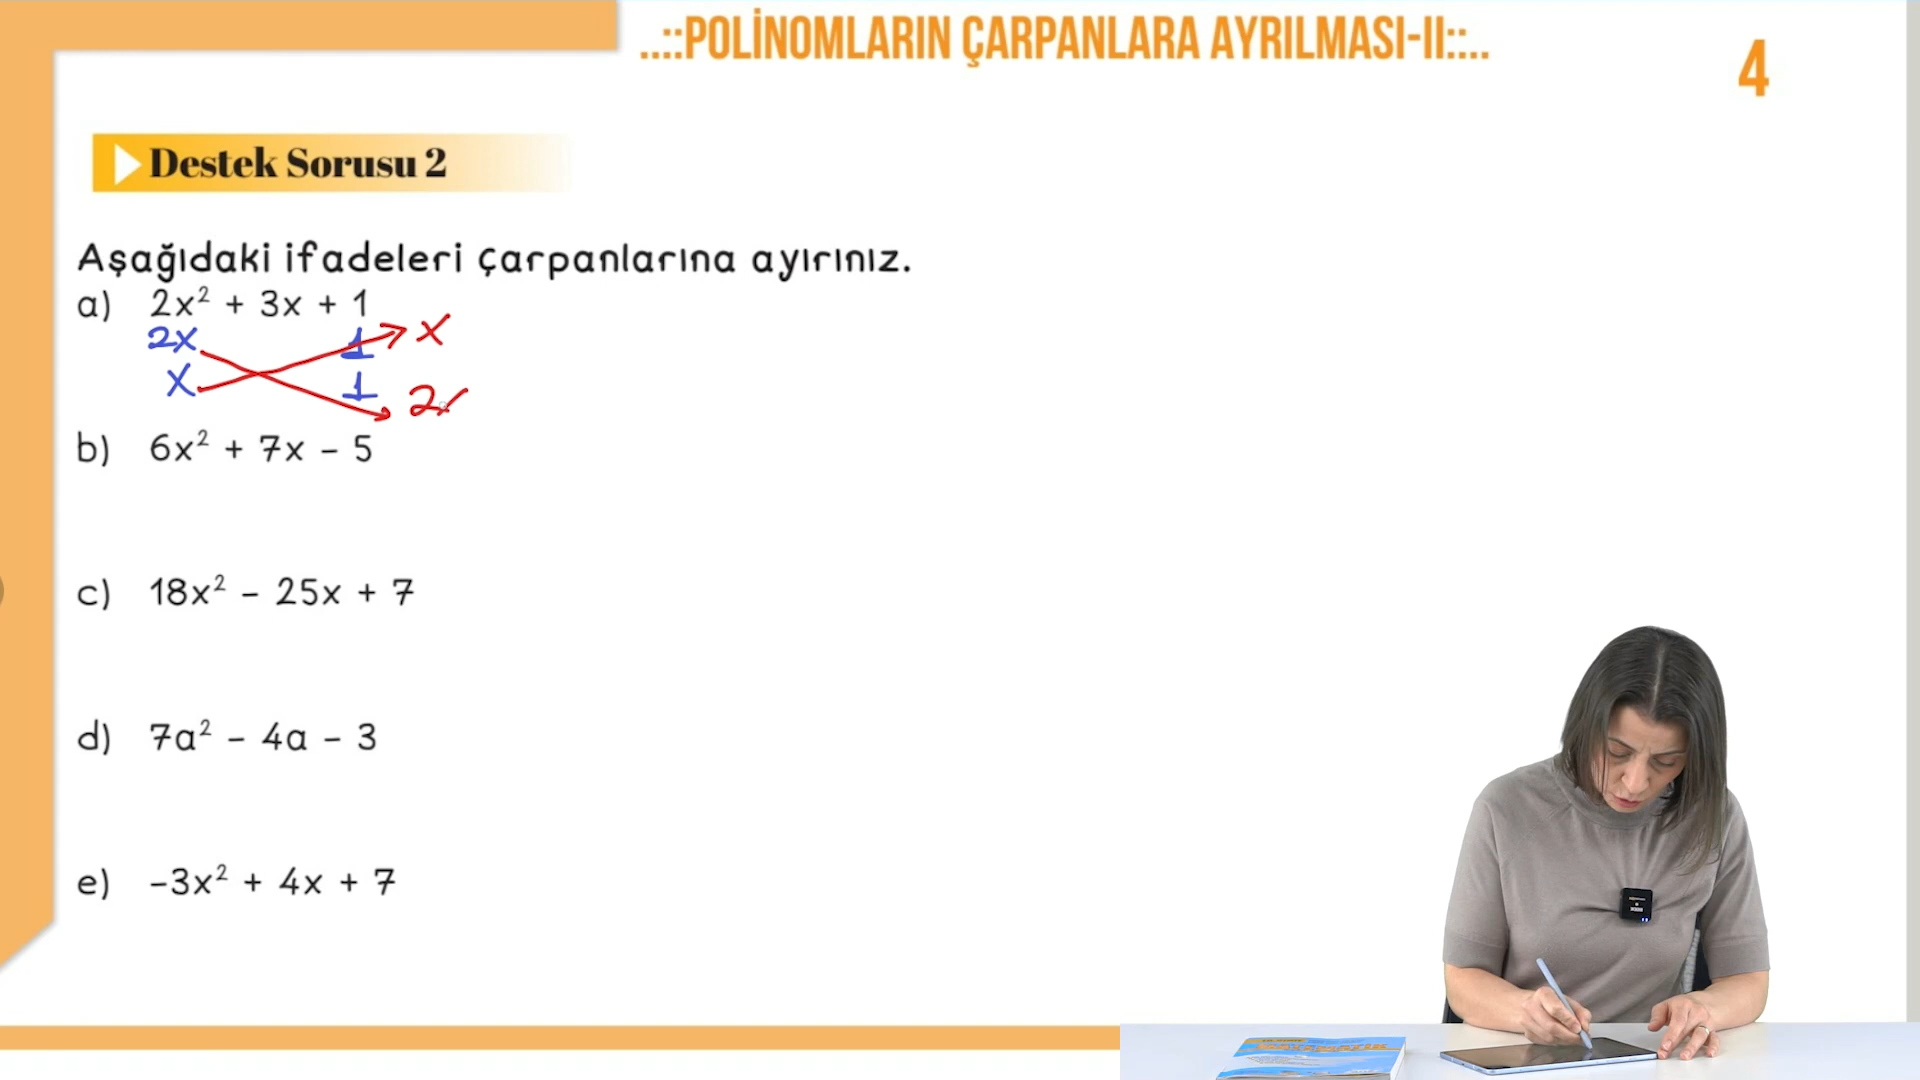 ..::POLİNOMLARIN ÇARPANLARA AYRILMASI-II::..
4
Destek Sorusu 2
Aşağıdaki ifadeleri çarpanlarına ayırınız.
a) 2x² + 3x + 1
2x 1 x
x 1 2x
b) 6x² + 7x - 5
c) 18x² - 25x + 7
d) 7a² - 4a - 3
e) -3x² + 4x + 7